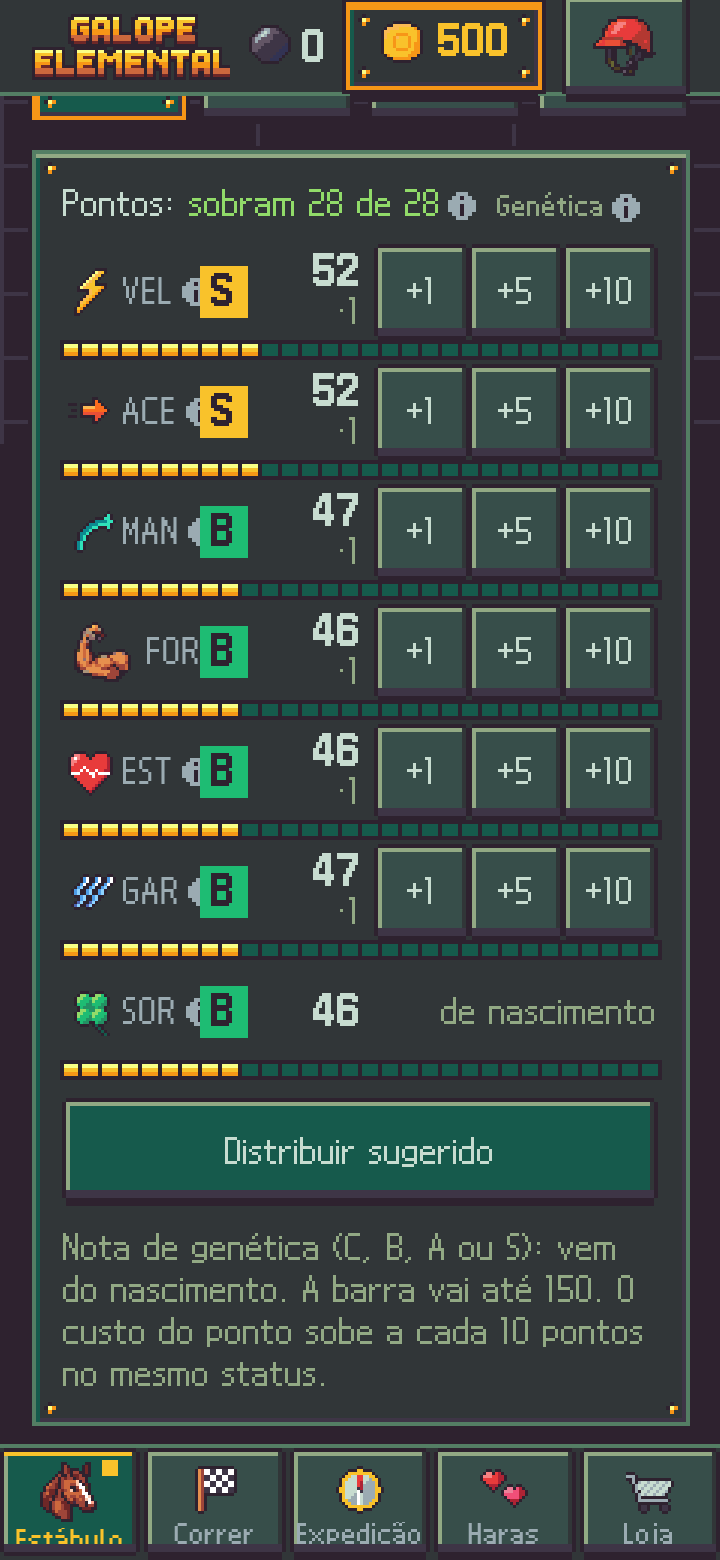 GALOPE
ELEMENTAL
0
500
Pontos: sobram 28 de 28 i Genética i
VEL S 52 +1 +5 +10
·1
ACE S 52 +1 +5 +10
·1
MAN B 47 +1 +5 +10
·1
FOR B 46 +1 +5 +10
·1
EST B 46 +1 +5 +10
·1
GAR B 47 +1 +5 +10
·1
SOR B 46 de nascimento
Distribuir sugerido
Nota de genética (C, B, A ou S): vem
do nascimento. A barra vai até 150. O
custo do ponto sobe a cada 10 pontos
no mesmo status.
Estábulo Correr Expedição Haras Loja